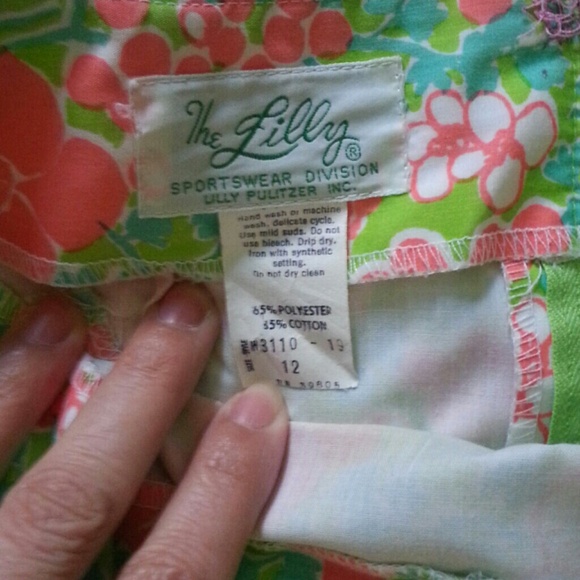 The Lilly ®
SPORTSWEAR DIVISION
LILLY PULITZER INC.
Hand wash or machine
wash, delicate cycle.
Use mild suds. Do not
use bleach. Drip dry.
Iron with synthetic
setting.
Do not dry clean
65% POLYESTER
35% COTTON
3110 - 19
12